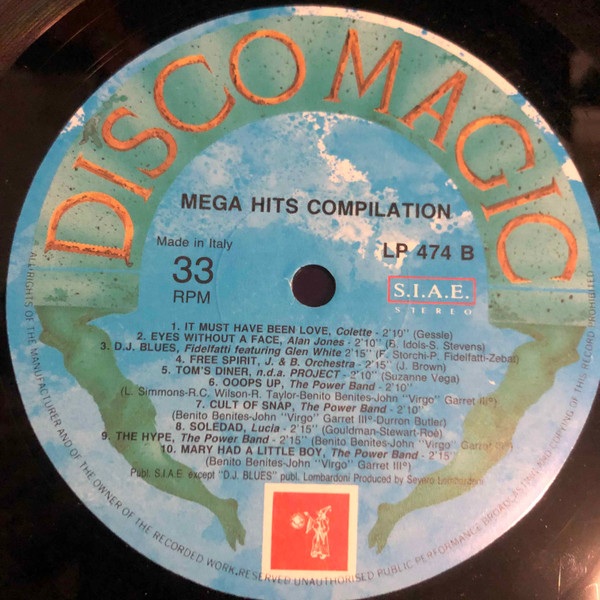 DISCO MAGIC
MEGA HITS COMPILATION
Made in Italy
33
RPM
LP 474 B
S.I.A.E.
STEREO
1. IT MUST HAVE BEEN LOVE, Colette - 2'10" (Gessle)
2. EYES WITHOUT A FACE, Alan Jones - 2'10" (B. Idols-S. Stevens)
3. D.J. BLUES, Fidelfatti featuring Glen White 2'15" (F. Storchi-P. Fidelfatti-Zebat)
4. FREE SPIRIT, J. & B. Orchestra - 2'15" (J. Brown)
5. TOM'S DINER, n.d.a. PROJECT - 2'10" (Suzanne Vega)
6. OOOPS UP, The Power Band - 2'10"
(L. Simmons-R.C. Wilson-R. Taylor-Benito Benites-John "Virgo" Garret III°)
7. CULT OF SNAP, The Power Band - 2'10"
(Benito Benites-John "Virgo" Garret III°-Durron Butler)
8. SOLEDAD, Lucia - 2'15" (Gouldman-Stewart-Roè)
9. THE HYPE, The Power Band - 2'15" (Benito Benites-John "Virgo" Garret III°)
10. MARY HAD A LITTLE BOY, The Power Band - 2'15"
(Benito Benites-John "Virgo" Garret III°)
Publ. S.I.A.E. except "D.J. BLUES" publ. Lombardoni Produced by Severo Lombardoni
ALL RIGHTS OF THE MANUFACTURER AND OF THE OWNER OF THE RECORDED WORK RESERVED UNAUTHORISED PUBLIC PERFORMANCE BROADCASTING AND COPYING OF THIS RECORD PROHIBITED